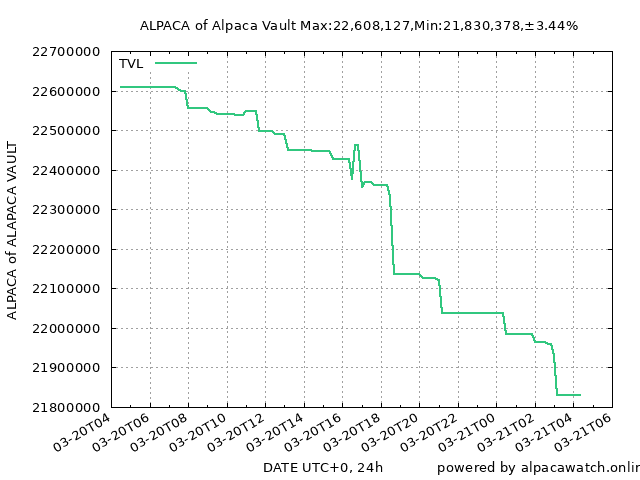 ALPACA of Alpaca Vault Max:22,608,127,Min:21,830,378,±3.44%
TVL
ALPACA of ALAPACA VAULT
22700000
22600000
22500000
22400000
22300000
22200000
22100000
22000000
21900000
21800000
03-20T04
03-20T06
03-20T08
03-20T10
03-20T12
03-20T14
03-20T16
03-20T18
03-20T20
03-20T22
03-21T00
03-21T02
03-21T04
03-21T06
DATE UTC+0, 24h
powered by alpacawatch.onlin